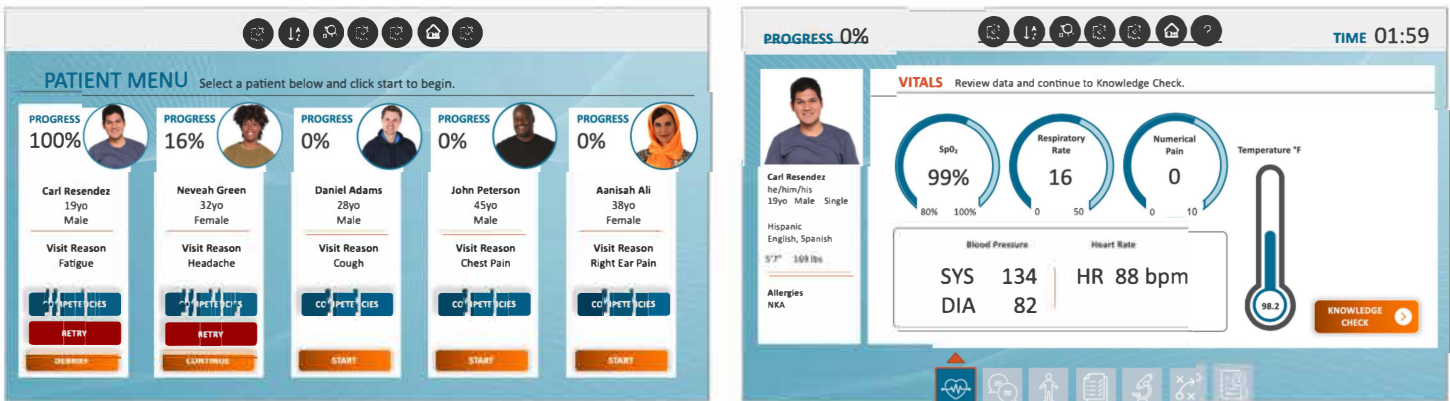 PATIENT MENU Select a patient below and click start to begin.
PROGRESS
100%
Carl Resendez
19yo
Male
Visit Reason
Fatigue
COMPETENCIES
RETRY
DEBRIEF
PROGRESS
16%
Neveah Green
32yo
Female
Visit Reason
Headache
COMPETENCIES
RETRY
CONTINUE
PROGRESS
0%
Daniel Adams
28yo
Male
Visit Reason
Cough
COMPETENCIES
START
PROGRESS
0%
John Peterson
45yo
Male
Visit Reason
Chest Pain
COMPETENCIES
START
PROGRESS
0%
Aanisah Ali
38yo
Female
Visit Reason
Right Ear Pain
COMPETENCIES
START
PROGRESS 0%
?
TIME 01:59
Carl Resendez
he/him/his
19yo Male Single
Hispanic
English, Spanish
5'7" 169 lbs
Allergies
NKA
VITALS Review data and continue to Knowledge Check.
SpO₂
99%
80% 100%
Respiratory
Rate
16
0 50
Numerical
Pain
0
0 10
Temperature °F
98.2
Blood Pressure
SYS 134
DIA 82
Heart Rate
HR 88 bpm
KNOWLEDGE
CHECK